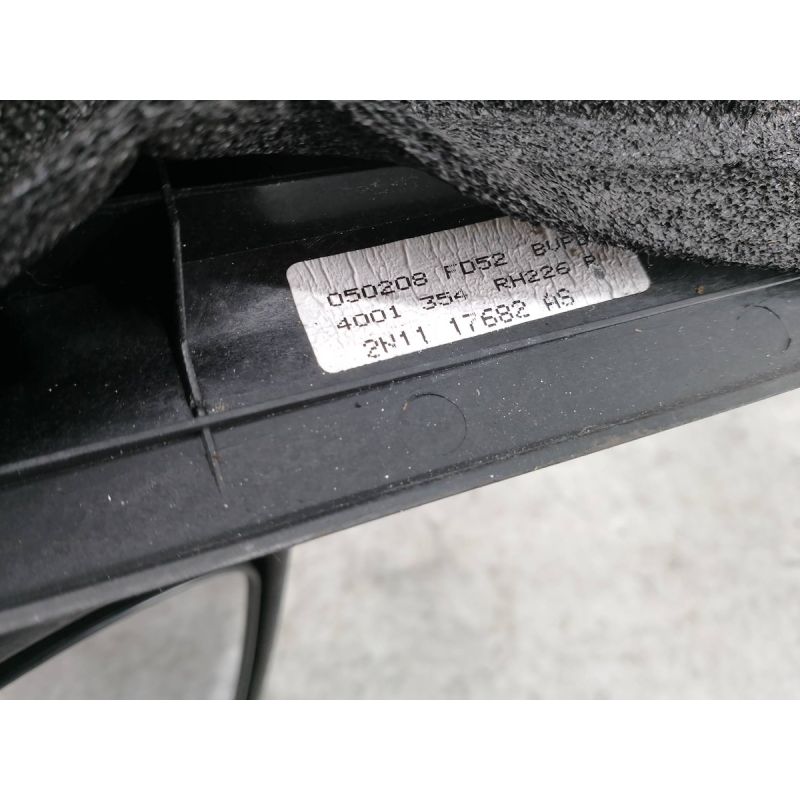 050208 FD52
4001 354 RH226 P
2N11 17682 AS